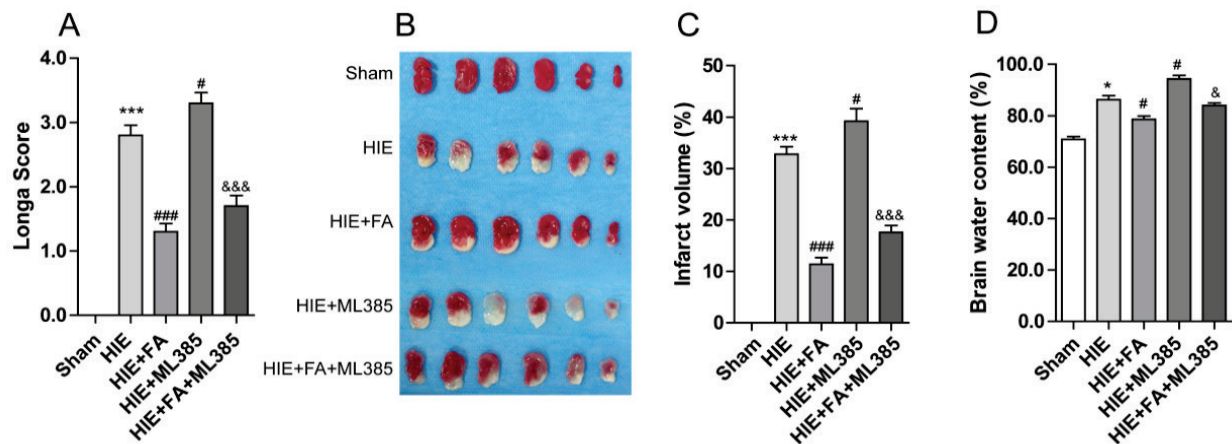 A
Longa Score
4.0
3.0
2.0
1.0
0.0
***
###
#
&&&
Sham
HIE
HIE+FA
HIE+ML385
HIE+FA+ML385
B
Sham
HIE
HIE+FA
HIE+ML385
HIE+FA+ML385
C
Infarct volume (%)
50
40
30
20
10
0
***
###
#
&&&
Sham
HIE
HIE+FA
HIE+ML385
HIE+FA+ML385
D
Brain water content (%)
100.0
80.0
60.0
40.0
20.0
0.0
*
#
#
&
Sham
HIE
HIE+FA
HIE+ML385
HIE+FA+ML385